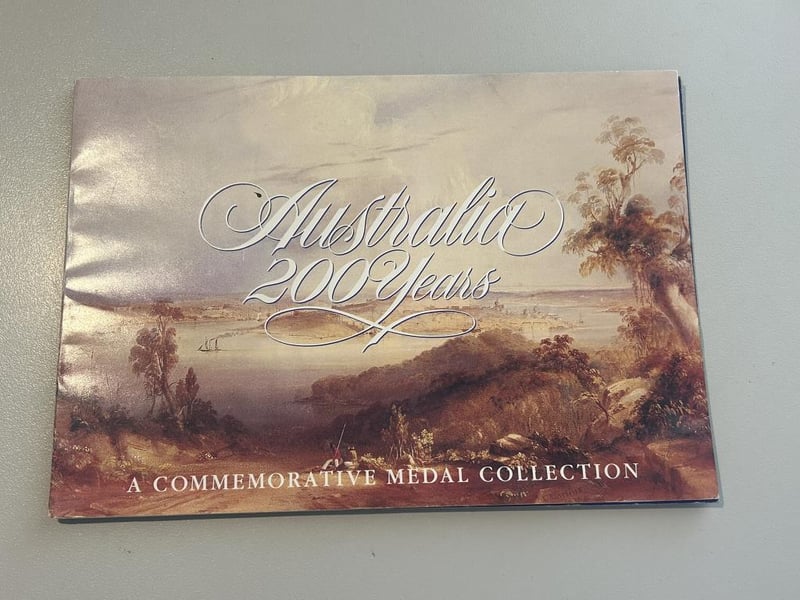 Australia
200 Years
A COMMEMORATIVE MEDAL COLLECTION